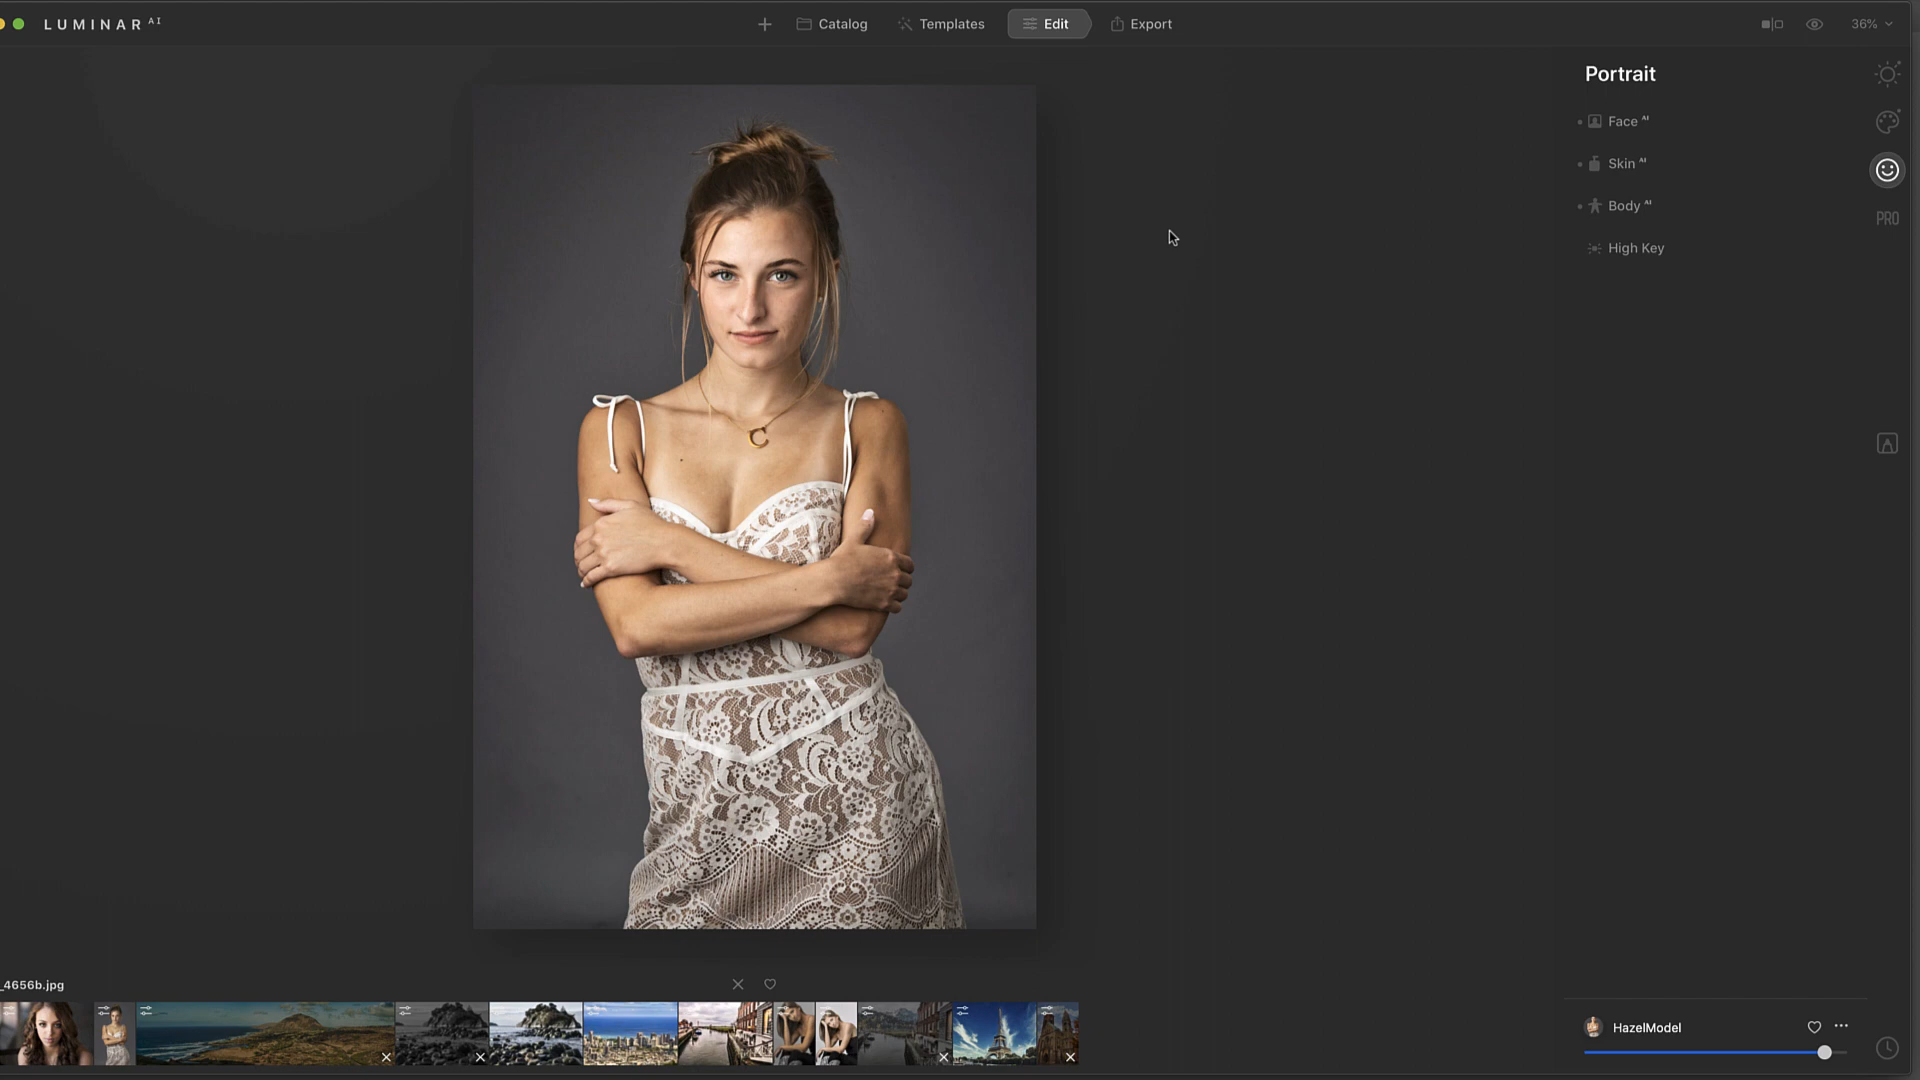 LUMINAR AI
Catalog
Templates
Edit
Export
36%
Portrait
Face AI
Skin AI
Body AI
High Key
PRO
C
_4656b.jpg
HazelModel